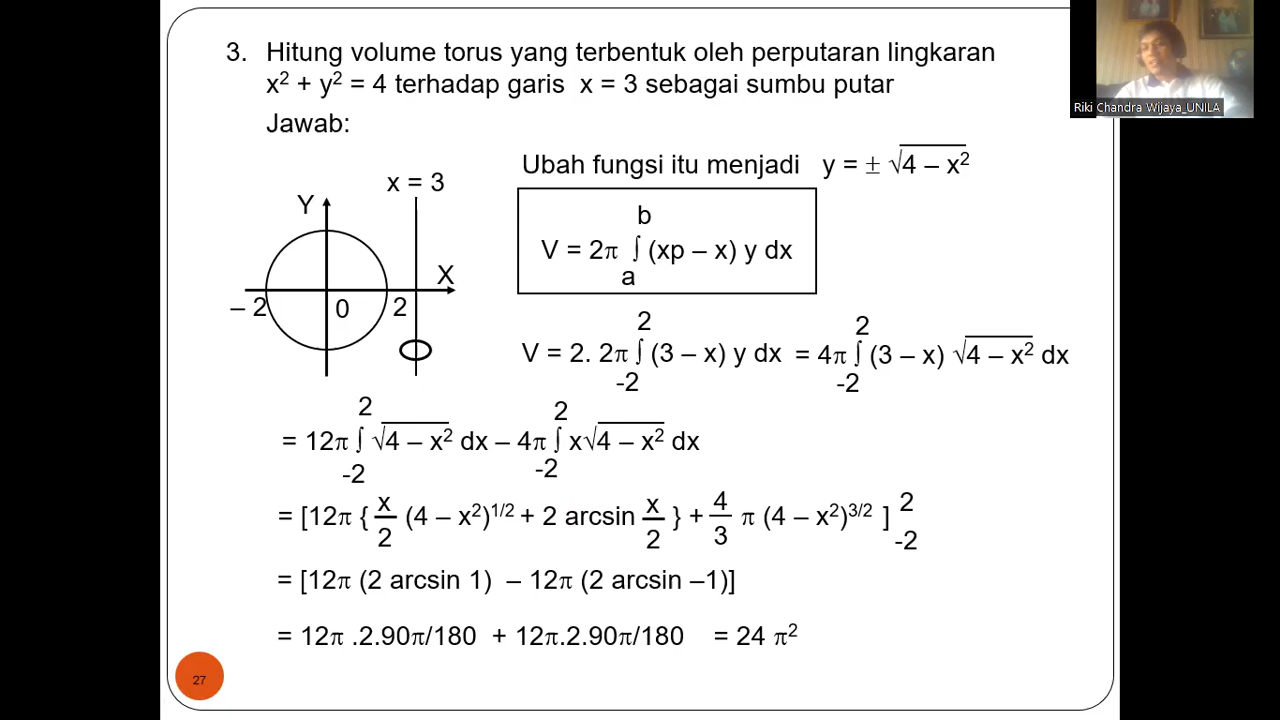 3. Hitung volume torus yang terbentuk oleh perputaran lingkaran
x² + y² = 4 terhadap garis x = 3 sebagai sumbu putar
Jawab:
Riki Chandra Wijaya_UNILA
Ubah fungsi itu menjadi y = ± √4 – x²
x = 3
Y
X
– 2
0
2
b
V = 2π ∫ (xp – x) y dx
a
2 2
V = 2. 2π ∫ (3 – x) y dx = 4π ∫ (3 – x) √4 – x² dx
-2 -2
2 2
= 12π ∫ √4 – x² dx – 4π ∫ x√4 – x² dx
-2 -2
= [12π { x/2 (4 – x²)^1/2 + 2 arcsin x/2 } + 4/3 π (4 – x²)^3/2 ] 2
-2
= [12π (2 arcsin 1) – 12π (2 arcsin –1)]
= 12π .2.90π/180 + 12π.2.90π/180 = 24 π²
27